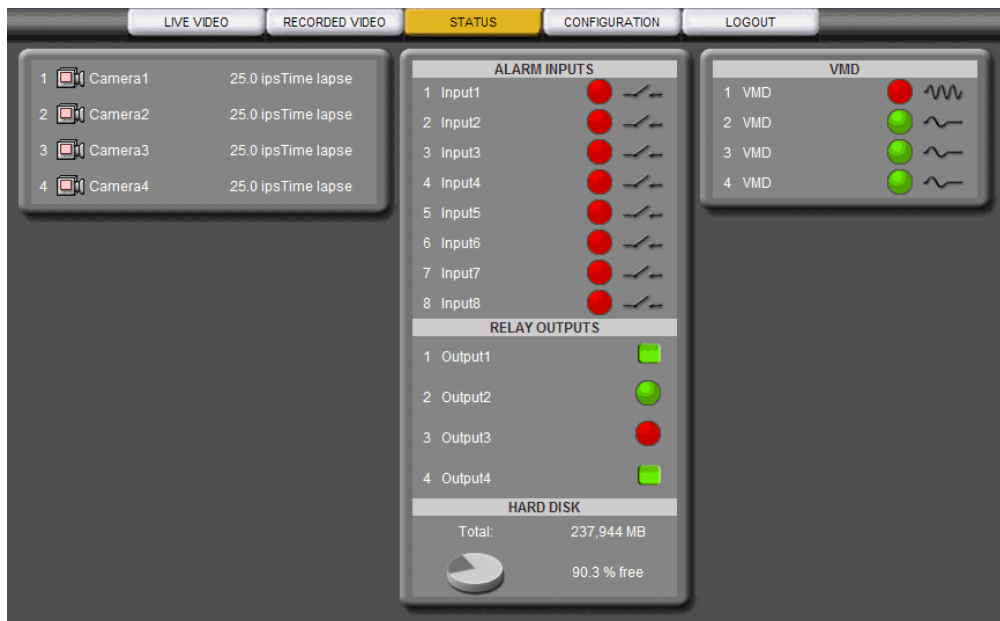 LIVE VIDEO RECORDED VIDEO STATUS CONFIGURATION LOGOUT
1 Camera1 25.0 ipsTime lapse
2 Camera2 25.0 ipsTime lapse
3 Camera3 25.0 ipsTime lapse
4 Camera4 25.0 ipsTime lapse
ALARM INPUTS
1 Input1
2 Input2
3 Input3
4 Input4
5 Input5
6 Input6
7 Input7
8 Input8
RELAY OUTPUTS
1 Output1
2 Output2
3 Output3
4 Output4
HARD DISK
Total: 237,944 MB
90.3 % free
VMD
1 VMD
2 VMD
3 VMD
4 VMD